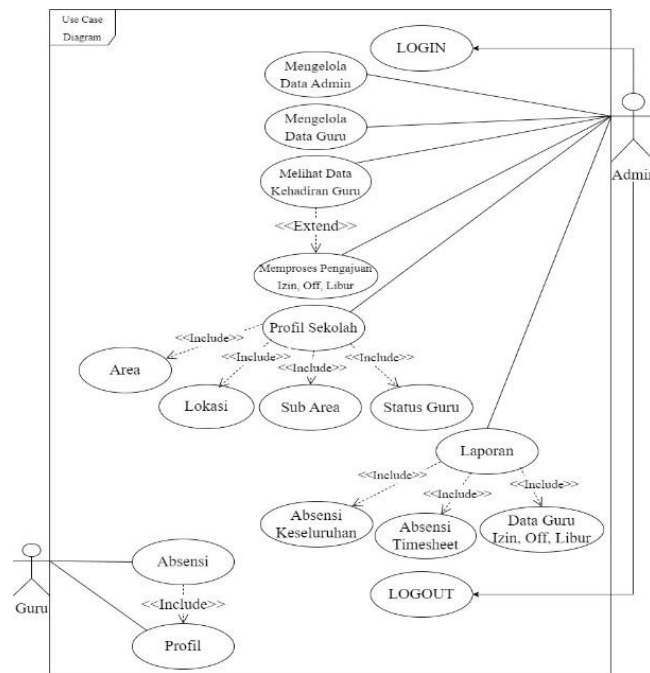 Use Case
Diagram
LOGIN
Mengelola
Data Admin
Mengelola
Data Guru
Melihat Data
Kehadiran Guru
Admin
<<Extend>>
Memproses Pengajuan
Izin, Off, Libur
Profil Sekolah
<<Include>>
<<Include>>
<<Include>>
<<Include>>
Area
Lokasi
Sub Area
Status Guru
Laporan
<<Include>>
<<Include>>
<<Include>>
Absensi
Keseluruhan
Absensi
Timesheet
Data Guru
Izin, Off, Libur
Guru
Absensi
<<Include>>
LOGOUT
Profil